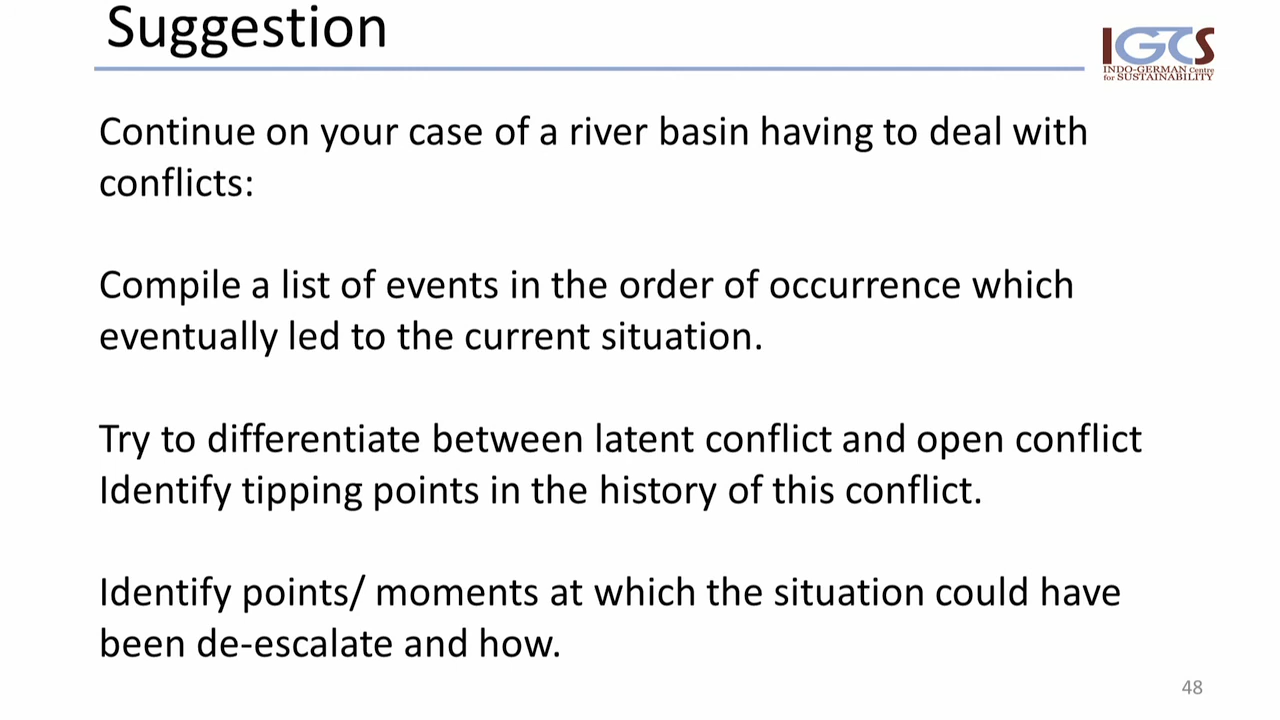 Suggestion
IGCS
INDO-GERMAN Centre
for SUSTAINABILITY
Continue on your case of a river basin having to deal with
conflicts:
Compile a list of events in the order of occurrence which
eventually led to the current situation.
Try to differentiate between latent conflict and open conflict
Identify tipping points in the history of this conflict.
Identify points/ moments at which the situation could have
been de-escalate and how.
48